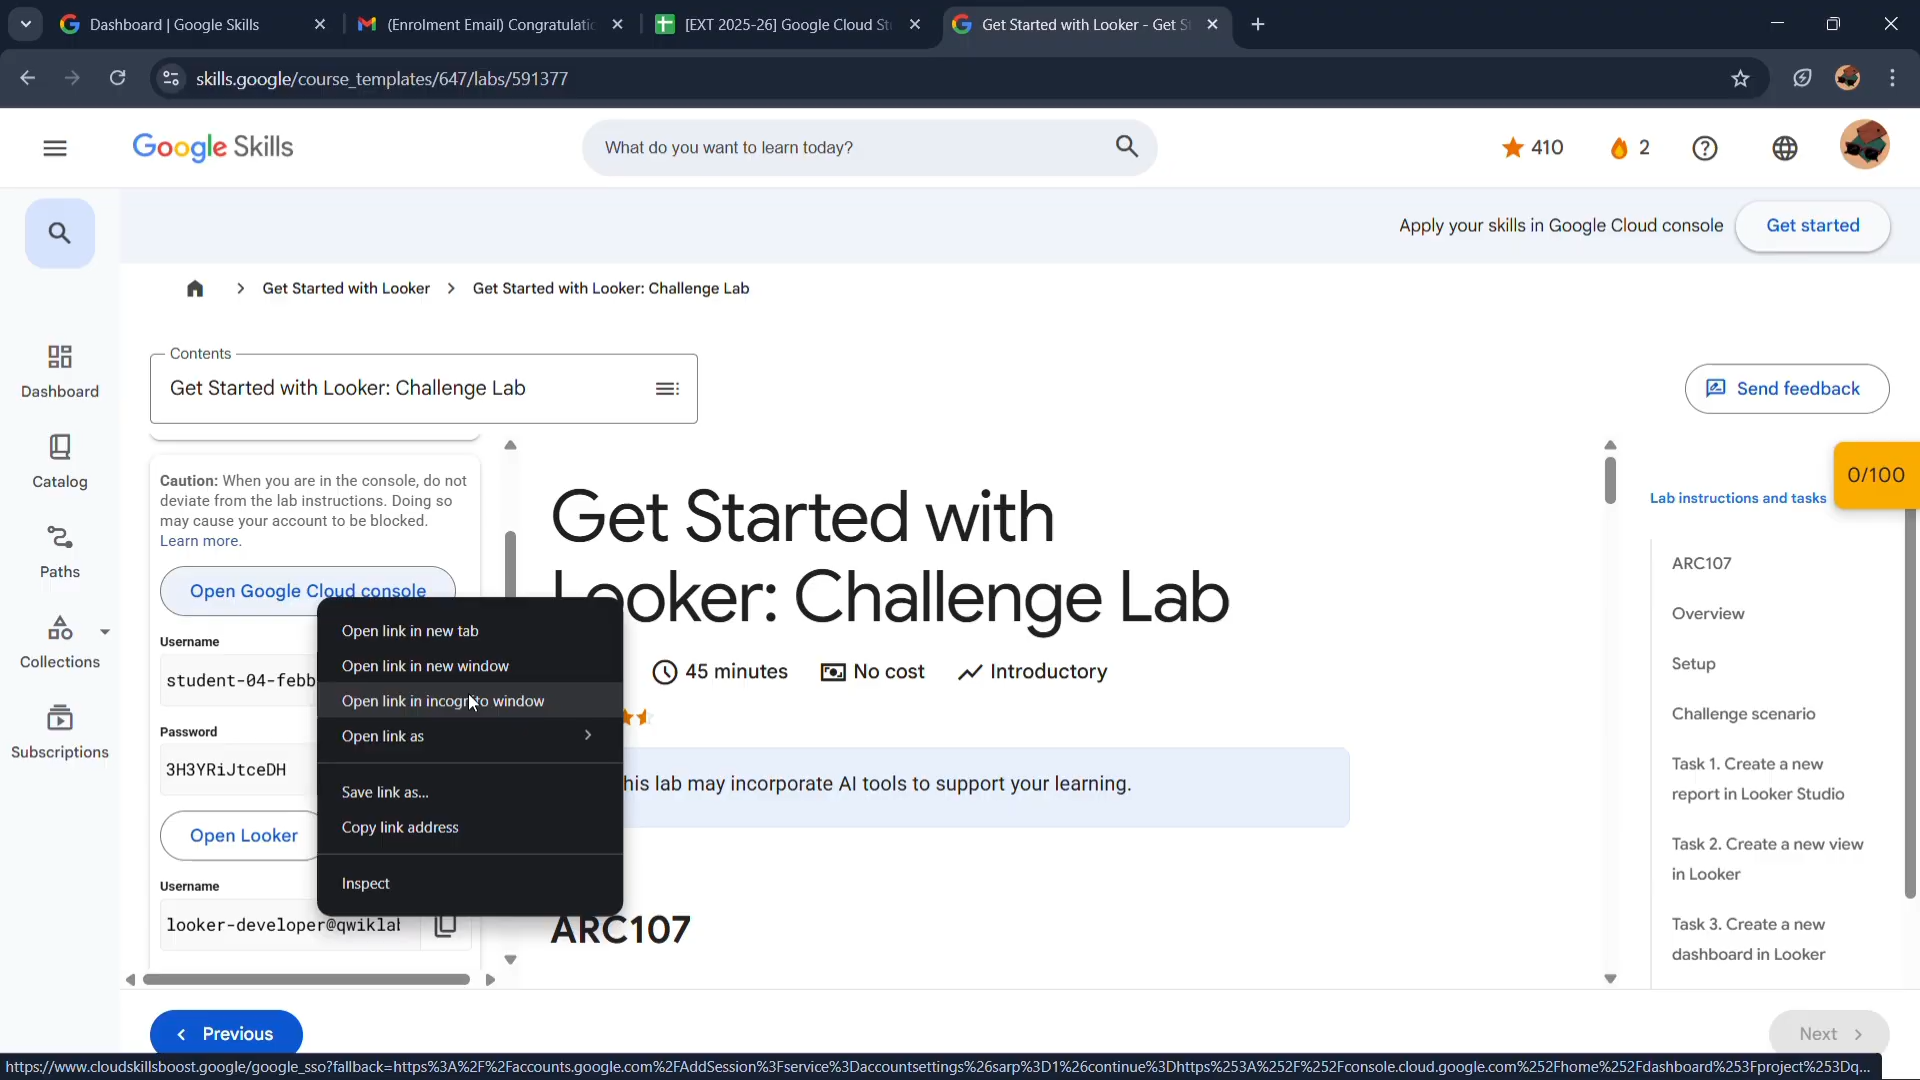 Dashboard | Google Skills
(Enrolment Email) Congratulatic
[EXT 2025-26] Google Cloud Stu
Get Started with Looker - Get S
skills.google/course_templates/647/labs/591377
Google Skills
What do you want to learn today?
410
2
Apply your skills in Google Cloud console
Get started
Get Started with Looker
Get Started with Looker: Challenge Lab
Dashboard
Catalog
Paths
Collections
Subscriptions
Contents
Get Started with Looker: Challenge Lab
Send feedback
Caution: When you are in the console, do not
deviate from the lab instructions. Doing so
may cause your account to be blocked.
Learn more.
Open Google Cloud console
Username
student-04-febb
Password
3H3YRiJtceDH
Open Looker
Username
looker-developer@qwiklab
Open link in new tab
Open link in new window
Open link in incognito window
Open link as
Save link as...
Copy link address
Inspect
Get Started with
Looker: Challenge Lab
45 minutes
No cost
Introductory
his lab may incorporate AI tools to support your learning.
ARC107
0/100
Lab instructions and tasks
ARC107
Overview
Setup
Challenge scenario
Task 1. Create a new
report in Looker Studio
Task 2. Create a new view
in Looker
Task 3. Create a new
dashboard in Looker
Previous
Next
https://www.cloudskillsboost.google/google_sso?fallback=https%3A%2F%2Faccounts.google.com%2FAddSession%3Fservice%3Daccountsettings%26sarp%3D1%26continue%3Dhttps%253A%252F%252Fconsole.cloud.google.com%252Fhome%252Fdashboard%253Fproject%253Dq...